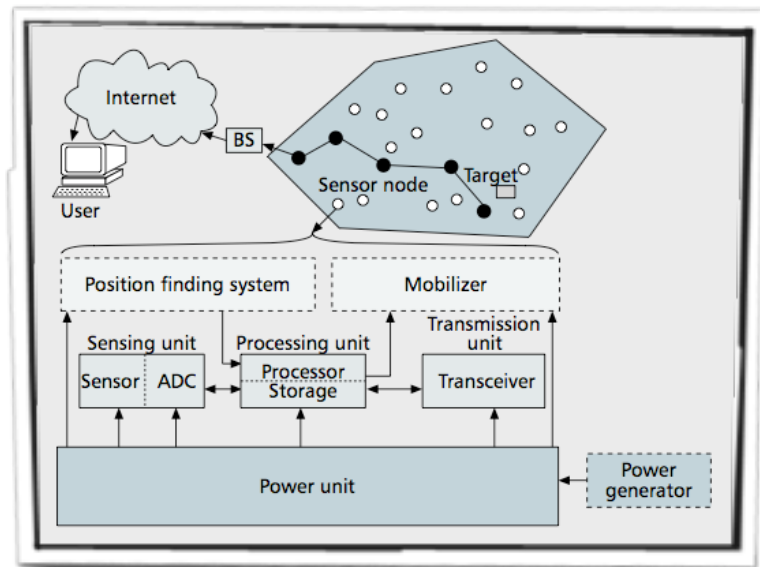 Internet
BS
Target
Sensor node
User
Position finding system
Mobilizer
Sensing unit
Processing unit
Transmission
unit
Sensor
ADC
Processor
Storage
Transceiver
Power unit
Power
generator